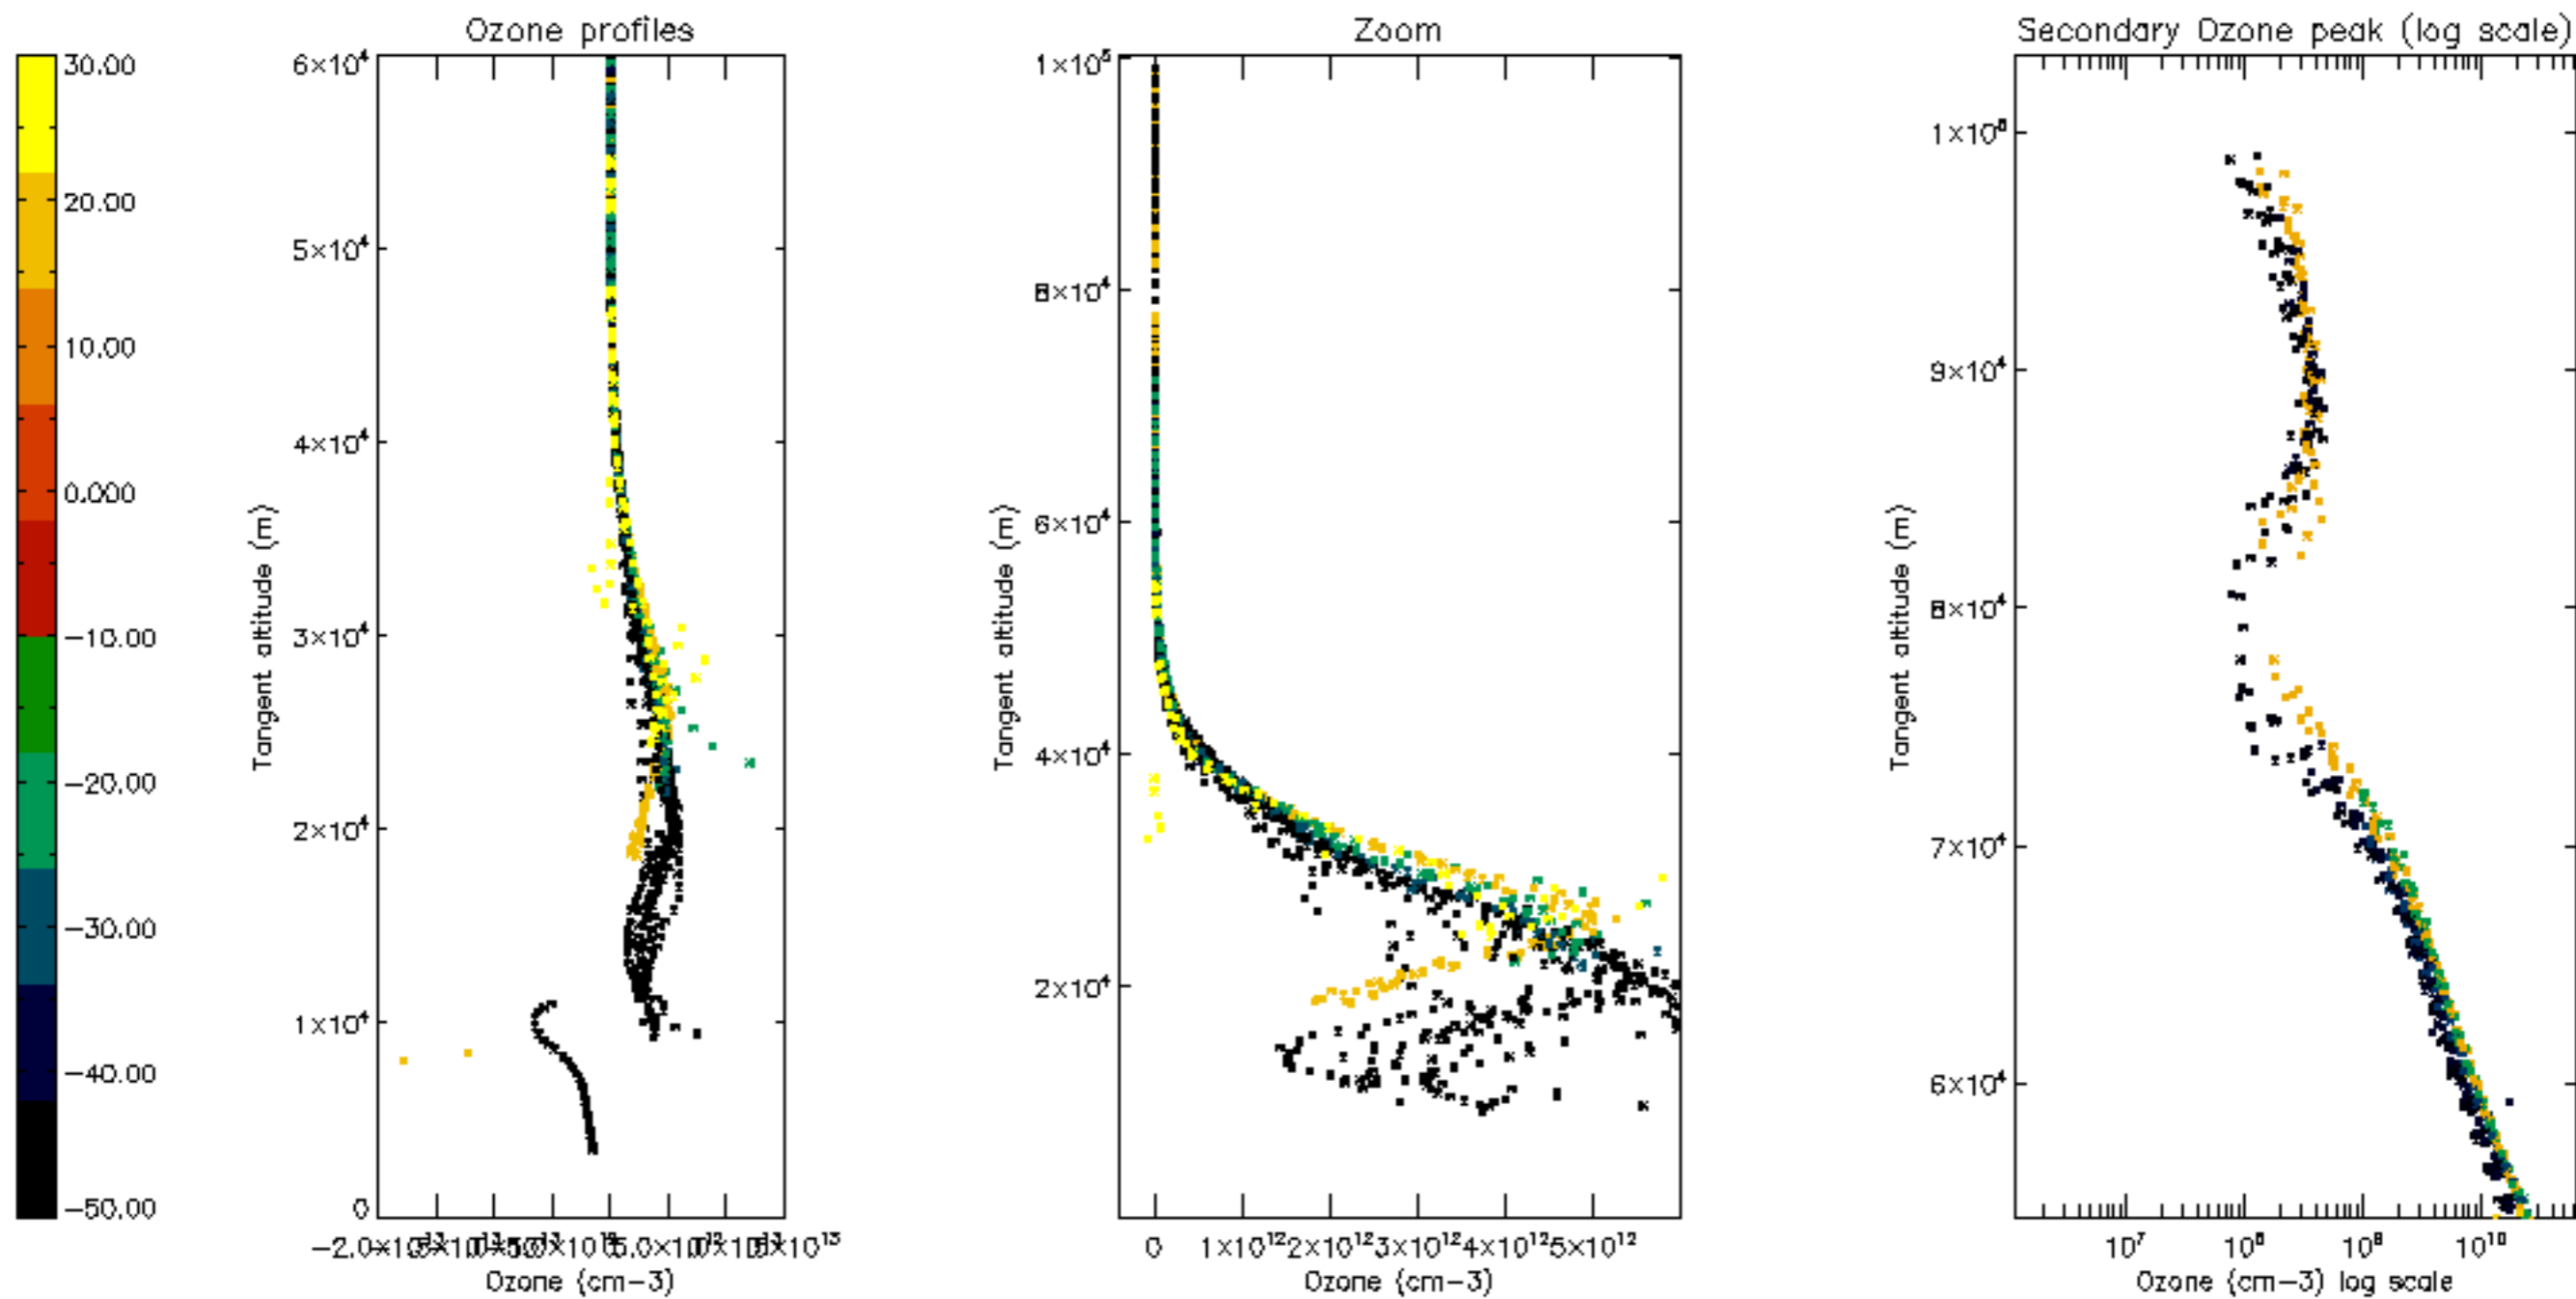 Ozone profiles
Zoom
Secondary Ozone peak (log scale)
30.00
20.00
10.00
0.000
−10.00
−20.00
−30.00
−40.00
−50.00
Tangent altitude (m)
6×10⁴
5×10⁴
4×10⁴
3×10⁴
2×10⁴
1×10⁴
0
Ozone (cm−3)
Tangent altitude (m)
1×10⁵
8×10⁴
6×10⁴
4×10⁴
2×10⁴
0 1×10¹² 2×10¹² 3×10¹² 4×10¹² 5×10¹²
Ozone (cm−3)
Tangent altitude (m)
9×10⁴
8×10⁴
7×10⁴
6×10⁴
10⁷ 10⁸ 10⁹ 10¹⁰
Ozone (cm−3) log scale